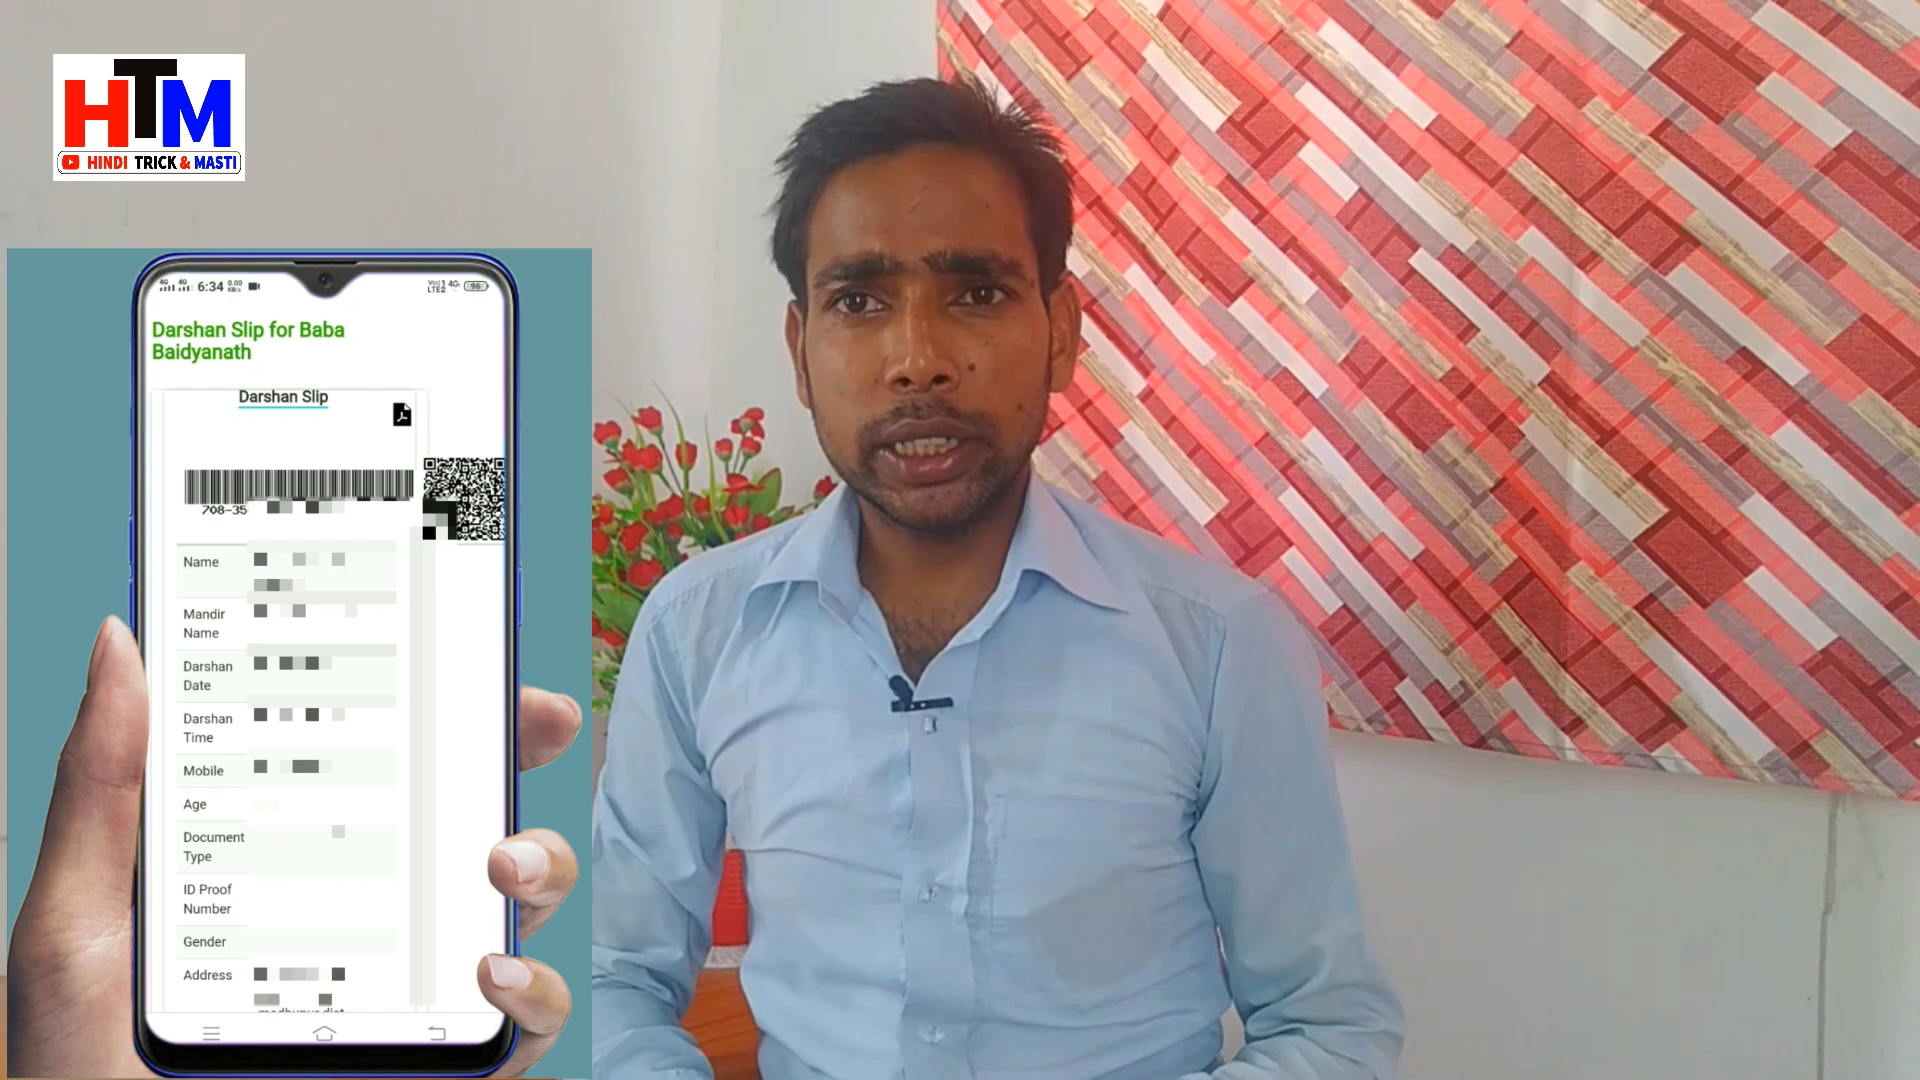 HTM
HINDI TRICK & MASTI
6:34
96
Darshan Slip for Baba
Baidyanath
Darshan Slip
708-35
Name
Mandir
Name
Darshan
Date
Darshan
Time
Mobile
Age
Document
Type
ID Proof
Number
Gender
Address